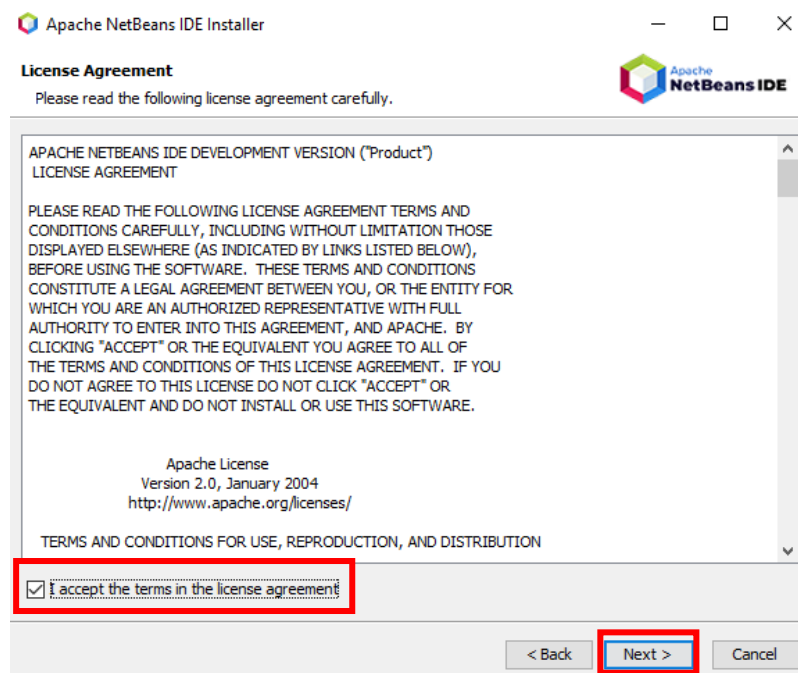 Apache NetBeans IDE Installer
License Agreement
Please read the following license agreement carefully.
Apache
NetBeans IDE
APACHE NETBEANS IDE DEVELOPMENT VERSION ("Product")
LICENSE AGREEMENT
PLEASE READ THE FOLLOWING LICENSE AGREEMENT TERMS AND
CONDITIONS CAREFULLY, INCLUDING WITHOUT LIMITATION THOSE
DISPLAYED ELSEWHERE (AS INDICATED BY LINKS LISTED BELOW),
BEFORE USING THE SOFTWARE.  THESE TERMS AND CONDITIONS
CONSTITUTE A LEGAL AGREEMENT BETWEEN YOU, OR THE ENTITY FOR
WHICH YOU ARE AN AUTHORIZED REPRESENTATIVE WITH FULL
AUTHORITY TO ENTER INTO THIS AGREEMENT, AND APACHE.  BY
CLICKING "ACCEPT" OR THE EQUIVALENT YOU AGREE TO ALL OF
THE TERMS AND CONDITIONS OF THIS LICENSE AGREEMENT.  IF YOU
DO NOT AGREE TO THIS LICENSE DO NOT CLICK "ACCEPT" OR
THE EQUIVALENT AND DO NOT INSTALL OR USE THIS SOFTWARE.
Apache License
Version 2.0, January 2004
http://www.apache.org/licenses/
TERMS AND CONDITIONS FOR USE, REPRODUCTION, AND DISTRIBUTION
I accept the terms in the license agreement
< Back
Next >
Cancel